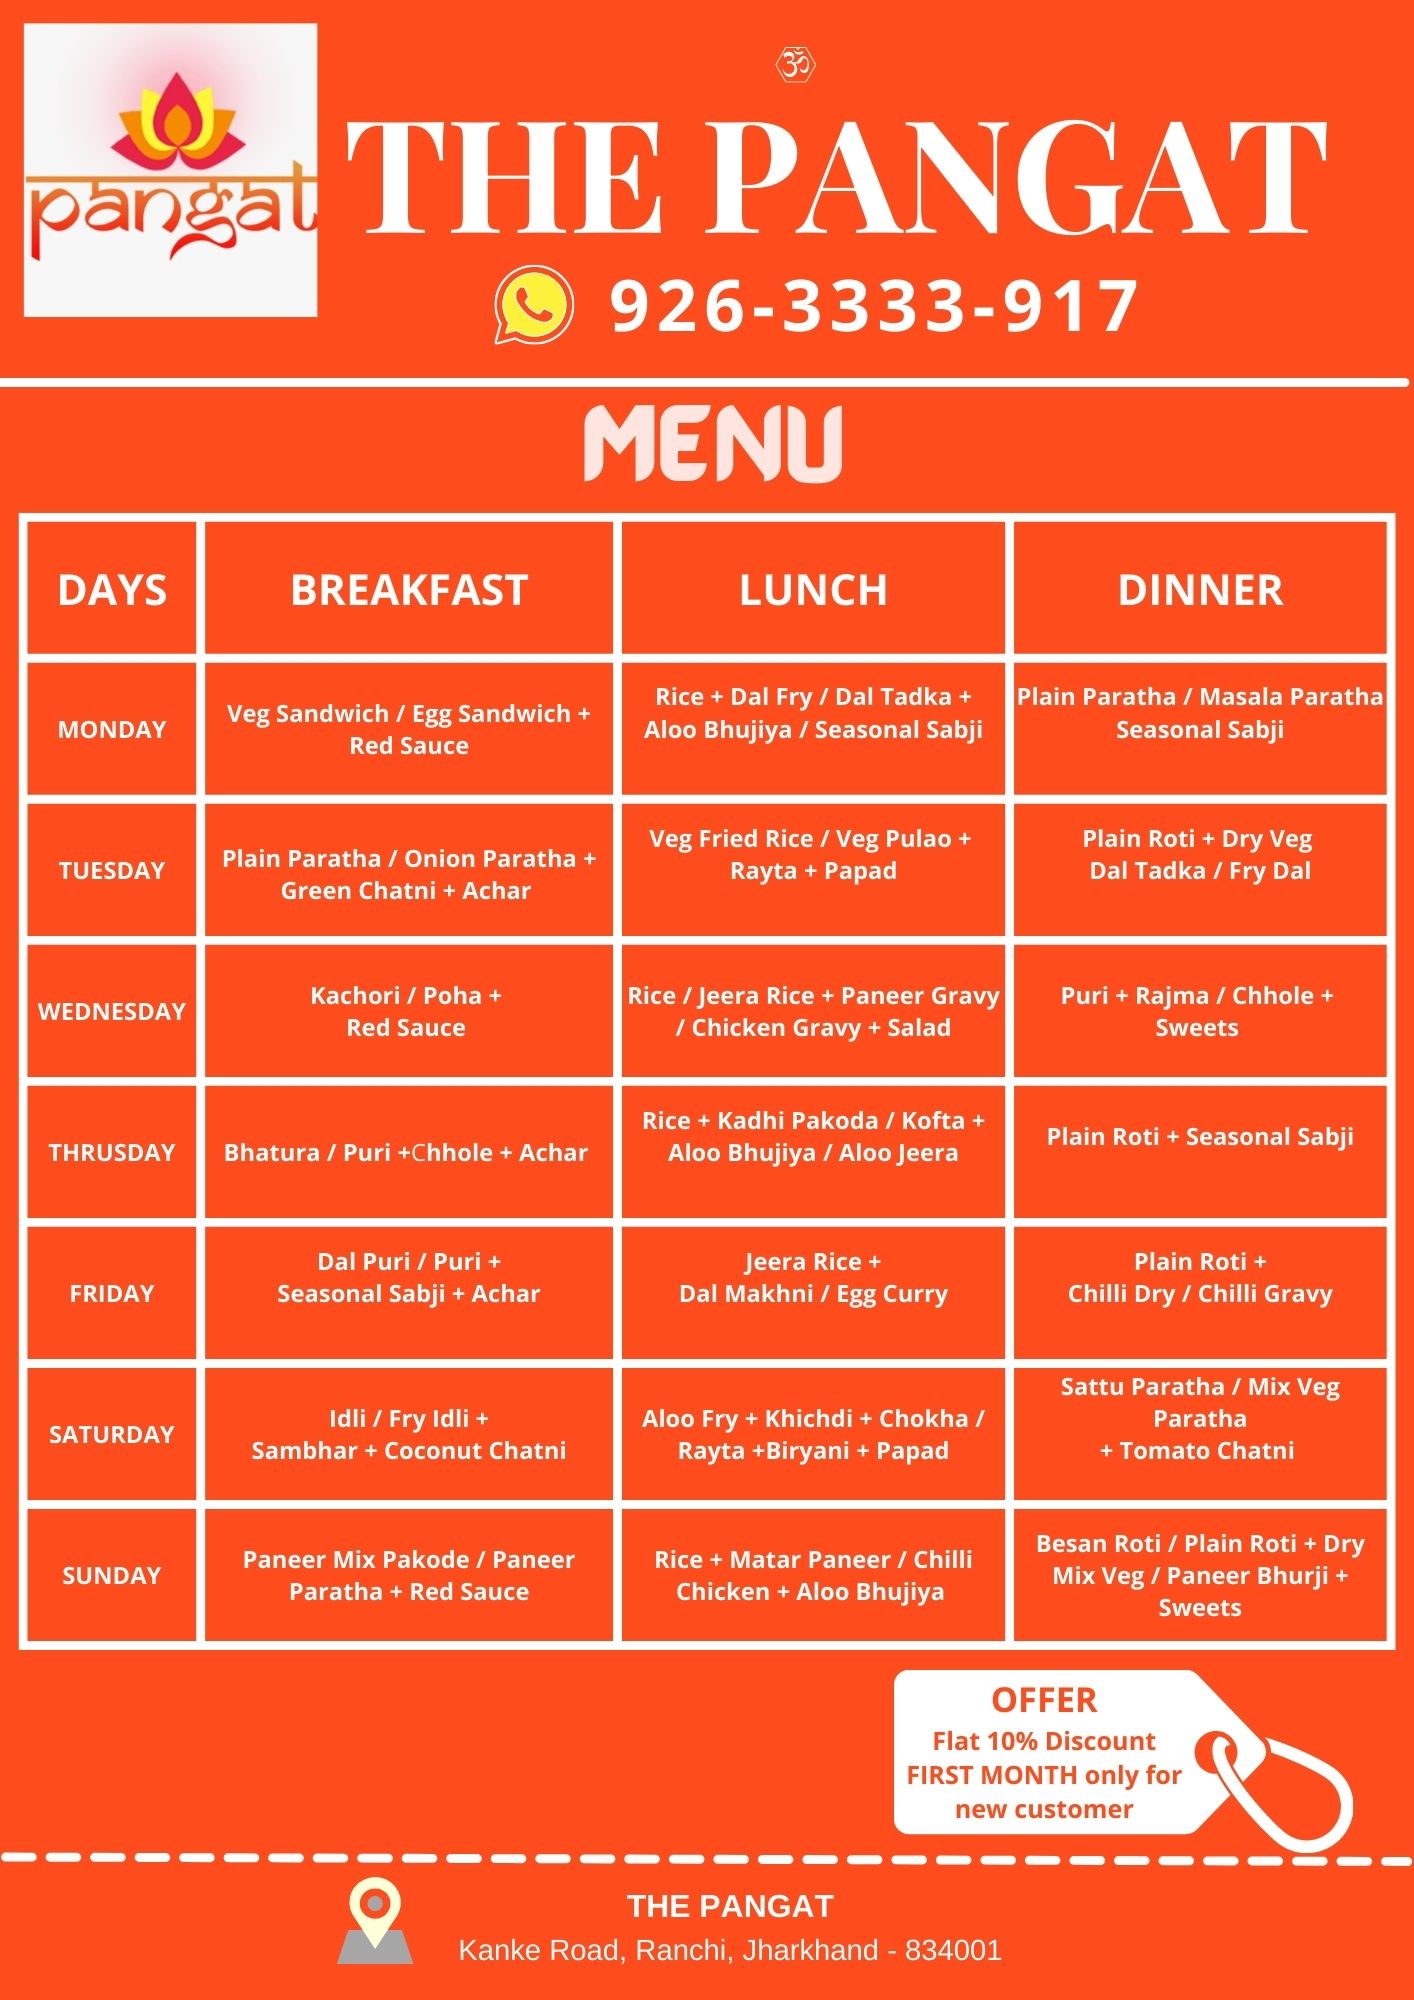 pangat
ॐ
THE PANGAT
926-3333-917
MENU
DAYS
BREAKFAST
LUNCH
DINNER
MONDAY
Veg Sandwich / Egg Sandwich +
Red Sauce
Rice + Dal Fry / Dal Tadka +
Aloo Bhujiya / Seasonal Sabji
Plain Paratha / Masala Paratha
Seasonal Sabji
TUESDAY
Plain Paratha / Onion Paratha +
Green Chatni + Achar
Veg Fried Rice / Veg Pulao +
Rayta + Papad
Plain Roti + Dry Veg
Dal Tadka / Fry Dal
WEDNESDAY
Kachori / Poha +
Red Sauce
Rice / Jeera Rice + Paneer Gravy
/ Chicken Gravy + Salad
Puri + Rajma / Chhole +
Sweets
THRUSDAY
Bhatura / Puri +Chhole + Achar
Rice + Kadhi Pakoda / Kofta +
Aloo Bhujiya / Aloo Jeera
Plain Roti + Seasonal Sabji
FRIDAY
Dal Puri / Puri +
Seasonal Sabji + Achar
Jeera Rice +
Dal Makhni / Egg Curry
Plain Roti +
Chilli Dry / Chilli Gravy
SATURDAY
Idli / Fry Idli +
Sambhar + Coconut Chatni
Aloo Fry + Khichdi + Chokha /
Rayta +Biryani + Papad
Sattu Paratha / Mix Veg
Paratha
+ Tomato Chatni
SUNDAY
Paneer Mix Pakode / Paneer
Paratha + Red Sauce
Rice + Matar Paneer / Chilli
Chicken + Aloo Bhujiya
Besan Roti / Plain Roti + Dry
Mix Veg / Paneer Bhurji +
Sweets
OFFER
Flat 10% Discount
FIRST MONTH only for
new customer
THE PANGAT
Kanke Road, Ranchi, Jharkhand - 834001